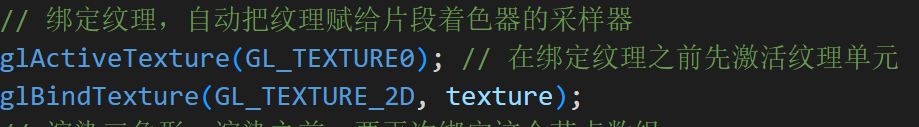 // 绑定纹理，自动把纹理赋给片段着色器的采样器
glActiveTexture(GL_TEXTURE0); // 在绑定纹理之前先激活纹理单元
glBindTexture(GL_TEXTURE_2D, texture);